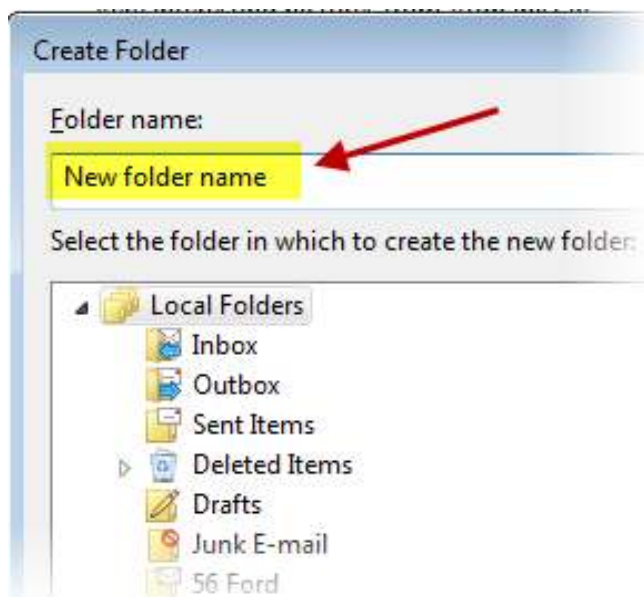 Create Folder
Folder name:
New folder name
Select the folder in which to create the new folder:
Local Folders
Inbox
Outbox
Sent Items
Deleted Items
Drafts
Junk E-mail
56 Ford